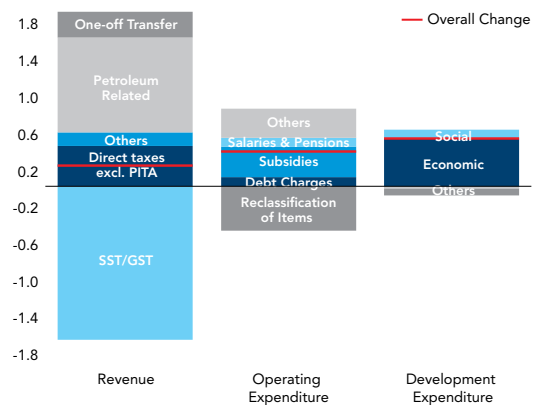 Overall Change
1.8
1.4
1.0
0.6
0.2
-0.2
-0.6
-1.0
-1.4
-1.8
One-off Transfer
Petroleum
Related
Others
Direct taxes
excl. PITA
SST/GST
Others
Salaries & Pensions
Subsidies
Debt Charges
Reclassification
of Items
Social
Economic
Others
Revenue
Operating
Expenditure
Development
Expenditure